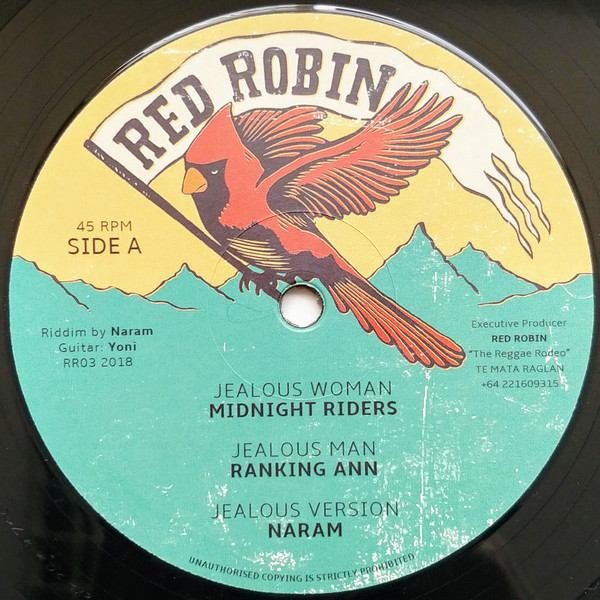 RED ROBIN
45 RPM
SIDE A
Riddim by Naram
Guitar: Yoni
RR03 2018
Executive Producer
RED ROBIN
"The Reggae Rodeo"
TE MATA RAGLAN
+64 221609315
JEALOUS WOMAN
MIDNIGHT RIDERS
JEALOUS MAN
RANKING ANN
JEALOUS VERSION
NARAM
UNAUTHORISED COPYING IS STRICTLY PROHIBITED